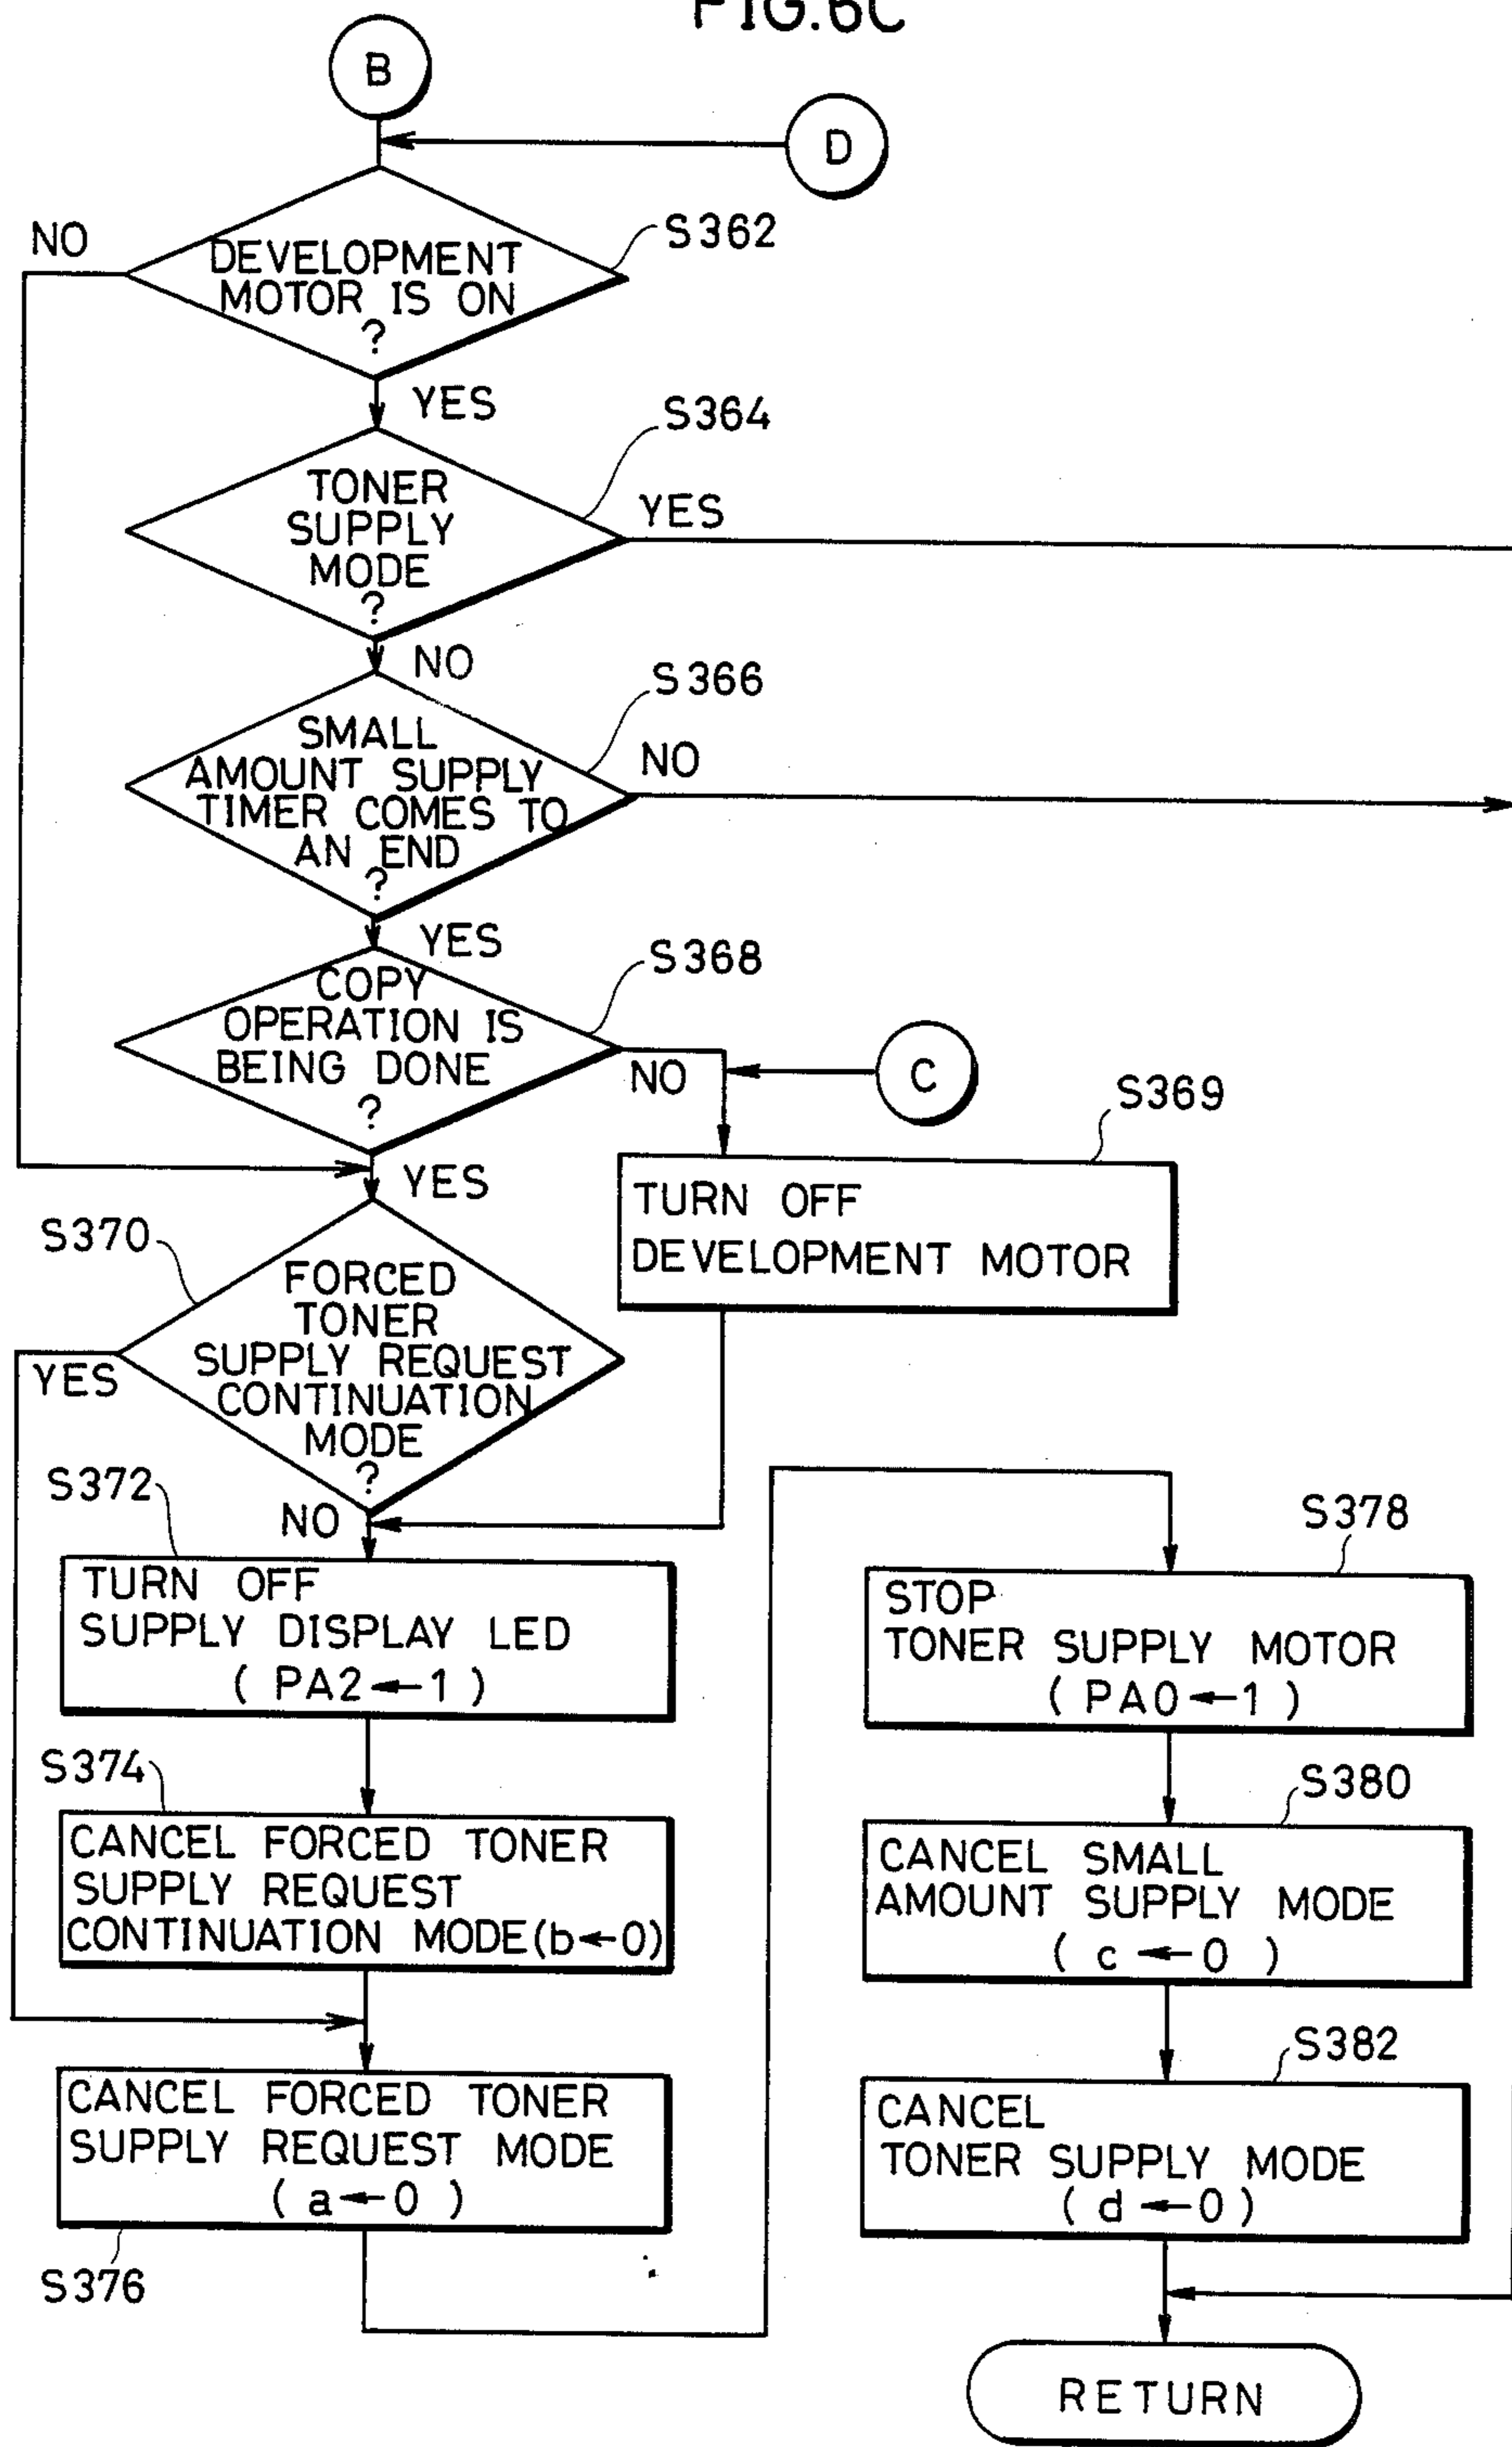 FIG.6C
B
D
NO
S362
DEVELOPMENT
MOTOR IS ON
?
YES
S364
TONER
SUPPLY
MODE
?
YES
NO
S366
SMALL
AMOUNT SUPPLY
TIMER COMES TO
AN END
?
NO
YES
S368
COPY
OPERATION IS
BEING DONE
?
NO
C
S369
YES
TURN OFF
DEVELOPMENT MOTOR
S370
FORCED
TONER
SUPPLY REQUEST
CONTINUATION
MODE
?
YES
NO
S372
TURN OFF
SUPPLY DISPLAY LED
( PA2←1 )
S374
CANCEL FORCED TONER
SUPPLY REQUEST
CONTINUATION MODE(b←0)
CANCEL FORCED TONER
SUPPLY REQUEST MODE
( a←0 )
S376
S378
STOP
TONER SUPPLY MOTOR
( PA0←1 )
S380
CANCEL SMALL
AMOUNT SUPPLY MODE
( c ←0 )
S382
CANCEL
TONER SUPPLY MODE
( d ←0 )
RETURN